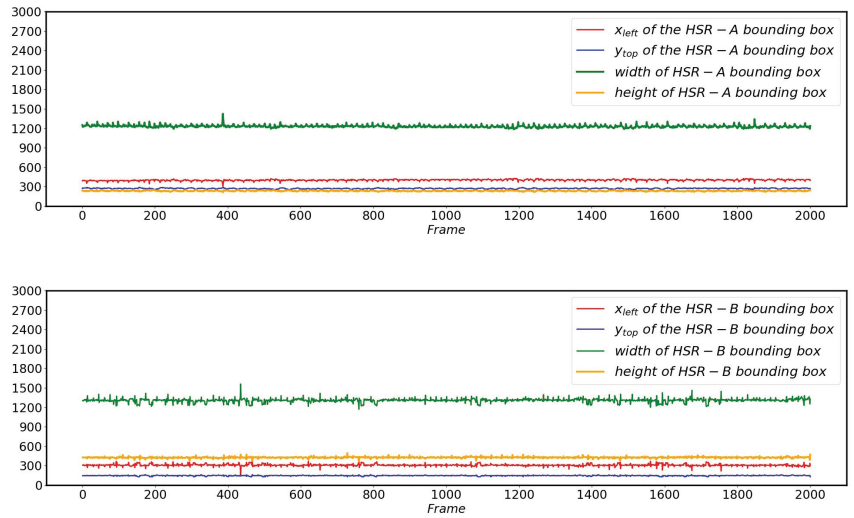 3000
2700
2400
2100
1800
1500
1200
900
600
300
0
x_left of the HSR − A bounding box
y_top of the HSR − A bounding box
width of HSR − A bounding box
height of HSR − A bounding box
0 200 400 600 800 1000 1200 1400 1600 1800 2000
Frame
3000
2700
2400
2100
1800
1500
1200
900
600
300
0
x_left of the HSR − B bounding box
y_top of the HSR − B bounding box
width of HSR − B bounding box
height of HSR − B bounding box
0 200 400 600 800 1000 1200 1400 1600 1800 2000
Frame